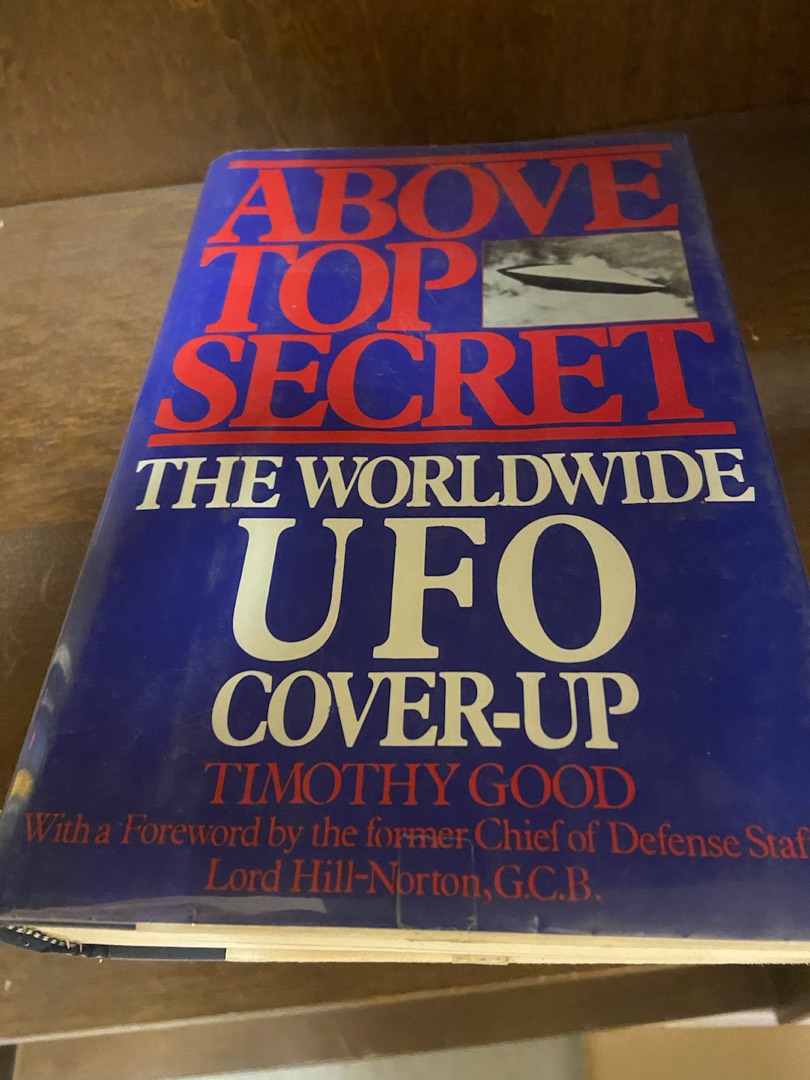 ABOVE
TOP
SECRET
THE WORLDWIDE
UFO
COVER-UP
TIMOTHY GOOD
With a Foreword by the former Chief of Defense Staf
Lord Hill-Norton, G.C.B.